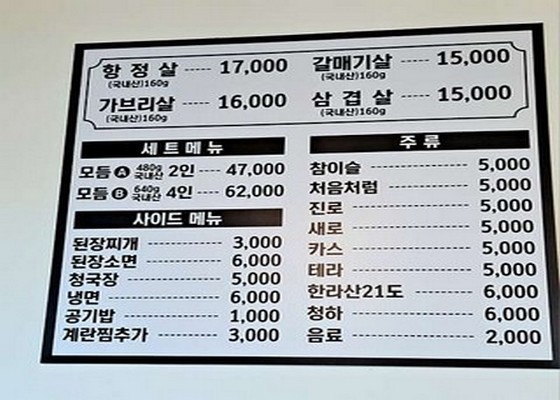 항정살 ----- 17,000
(국내산)160g
갈매기살 ----- 15,000
(국내산)160g
가브리살 ----- 16,000
(국내산)160g
삼겹살 ----- 15,000
(국내산)160g
세트메뉴
모듬 A 480g 국내산 2인 ---- 47,000
모듬 B 640g 국내산 4인 ---- 62,000
사이드 메뉴
된장찌개 3,000
된장소면 6,000
청국장 5,000
냉면 6,000
공기밥 1,000
계란찜추가 3,000
주류
참이슬 5,000
처음처럼 5,000
진로 5,000
새로 5,000
카스 5,000
테라 5,000
한라산21도 6,000
청하 6,000
음료 2,000